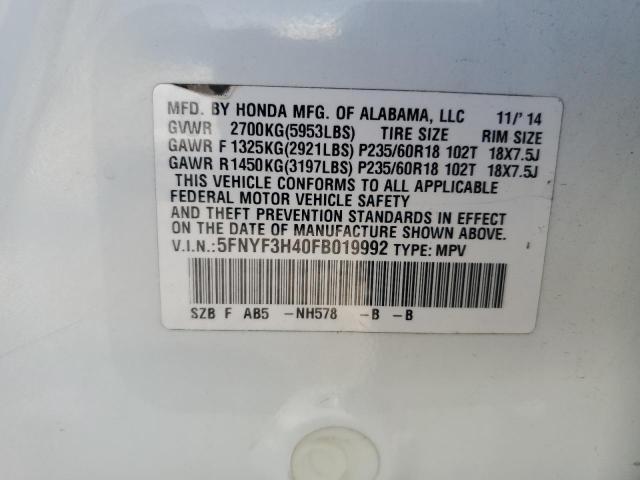 MFD. BY HONDA MFG. OF ALABAMA, LLC 11/'14
GVWR 2700KG(5953LBS) TIRE SIZE RIM SIZE
GAWR F 1325KG(2921LBS) P235/60R18 102T 18X7.5J
GAWR R1450KG(3197LBS) P235/60R18 102T 18X7.5J
THIS VEHICLE CONFORMS TO ALL APPLICABLE
FEDERAL MOTOR VEHICLE SAFETY
AND THEFT PREVENTION STANDARDS IN EFFECT
ON THE DATE OF MANUFACTURE SHOWN ABOVE.
V.I.N.:5FNYF3H40FB019992 TYPE: MPV
SZB F AB5 -NH578 -B -B